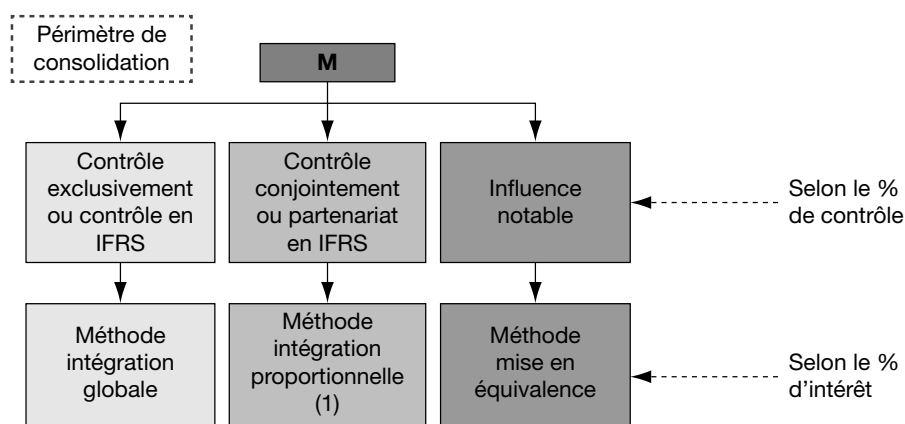 Périmètre de
consolidation
M
Contrôle
exclusivement
ou contrôle en
IFRS
Contrôle
conjointement
ou partenariat
en IFRS
Influence
notable
Selon le %
de contrôle
Méthode
intégration
globale
Méthode
intégration
proportionnelle
(1)
Méthode
mise en
équivalence
Selon le %
d’intérêt